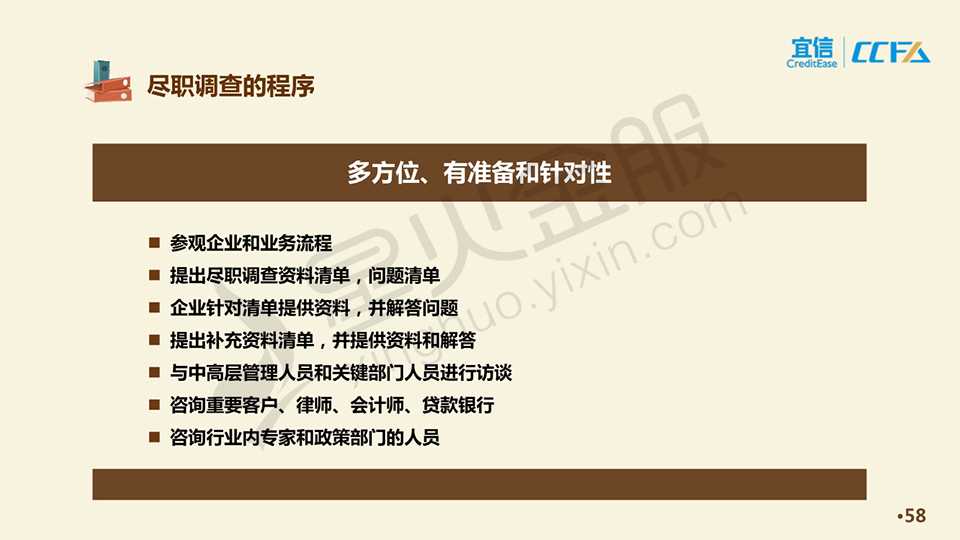 宜信
CreditEase
CCFA
尽职调查的程序
多方位、有准备和针对性
参观企业和业务流程
提出尽职调查资料清单，问题清单
企业针对清单提供资料，并解答问题
提出补充资料清单，并提供资料和解答
与中高层管理人员和关键部门人员进行访谈
咨询重要客户、律师、会计师、贷款银行
咨询行业内专家和政策部门的人员
星火金服
xinghuo.yixin.com
•58